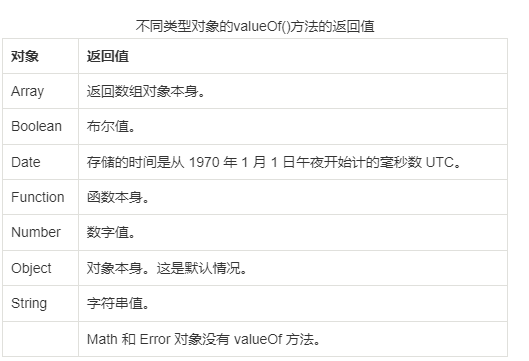 不同类型对象的valueOf()方法的返回值
对象 返回值
Array 返回数组对象本身。
Boolean 布尔值。
Date 存储的时间是从 1970 年 1 月 1 日午夜开始计的毫秒数 UTC。
Function 函数本身。
Number 数字值。
Object 对象本身。这是默认情况。
String 字符串值。
Math 和 Error 对象没有 valueOf 方法。